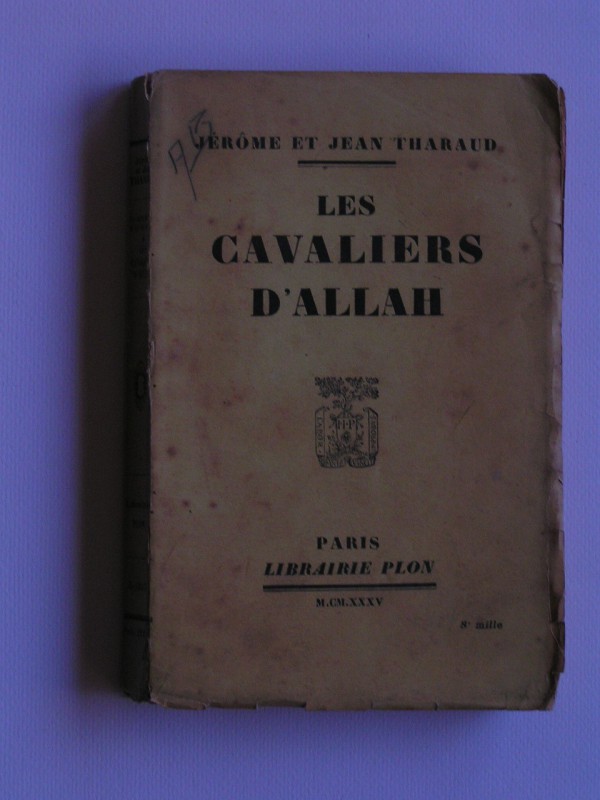 JÉRÔME ET JEAN THARAUD
LES
CAVALIERS
D'ALLAH
PARIS
LIBRAIRIE PLON
M.CM.XXXV
8e mille